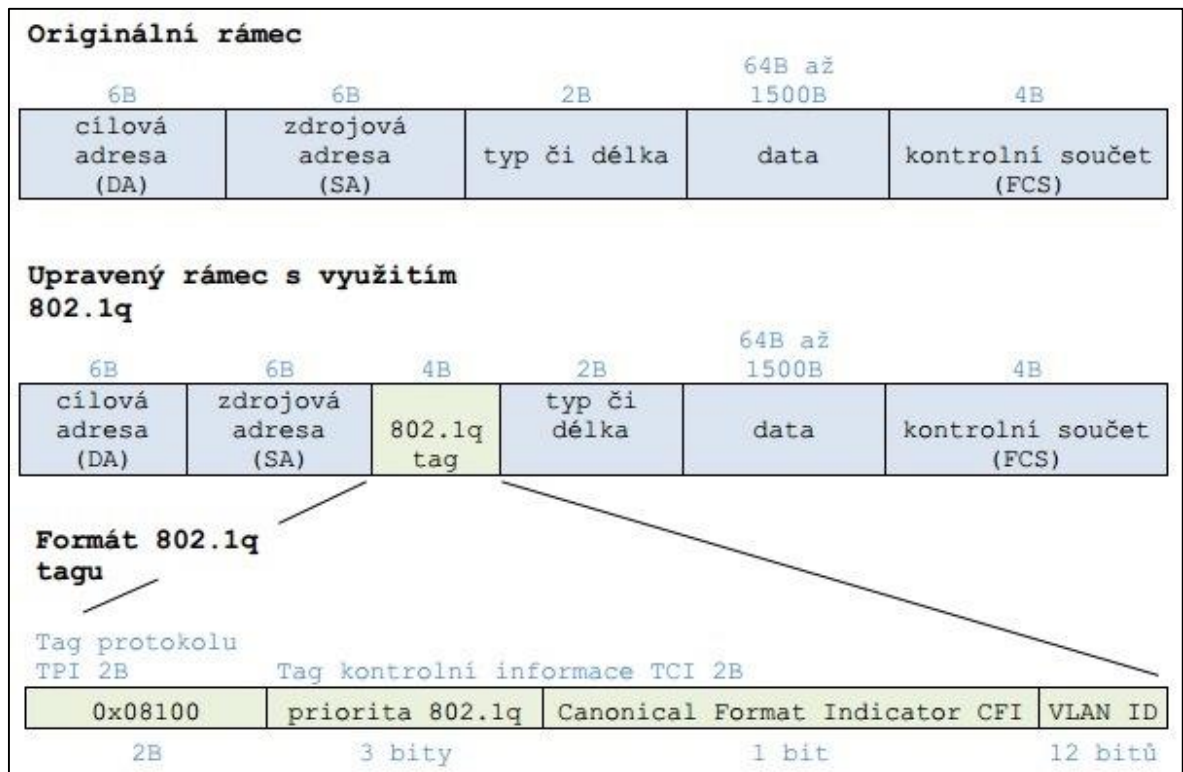 Originální rámec
64B až
6B 6B 2B 1500B 4B
cílová zdrojová
adresa adresa typ či délka data kontrolní součet
(DA) (SA) (FCS)
Upravený rámec s využitím
802.1q
64B až
6B 6B 4B 2B 1500B 4B
cílová zdrojová typ či
adresa adresa 802.1q délka data kontrolní součet
(DA) (SA) tag (FCS)
Formát 802.1q
tagu
Tag protokolu
TPI 2B Tag kontrolní informace TCI 2B
0x08100 priorita 802.1q Canonical Format Indicator CFI VLAN ID
2B 3 bity 1 bit 12 bitů